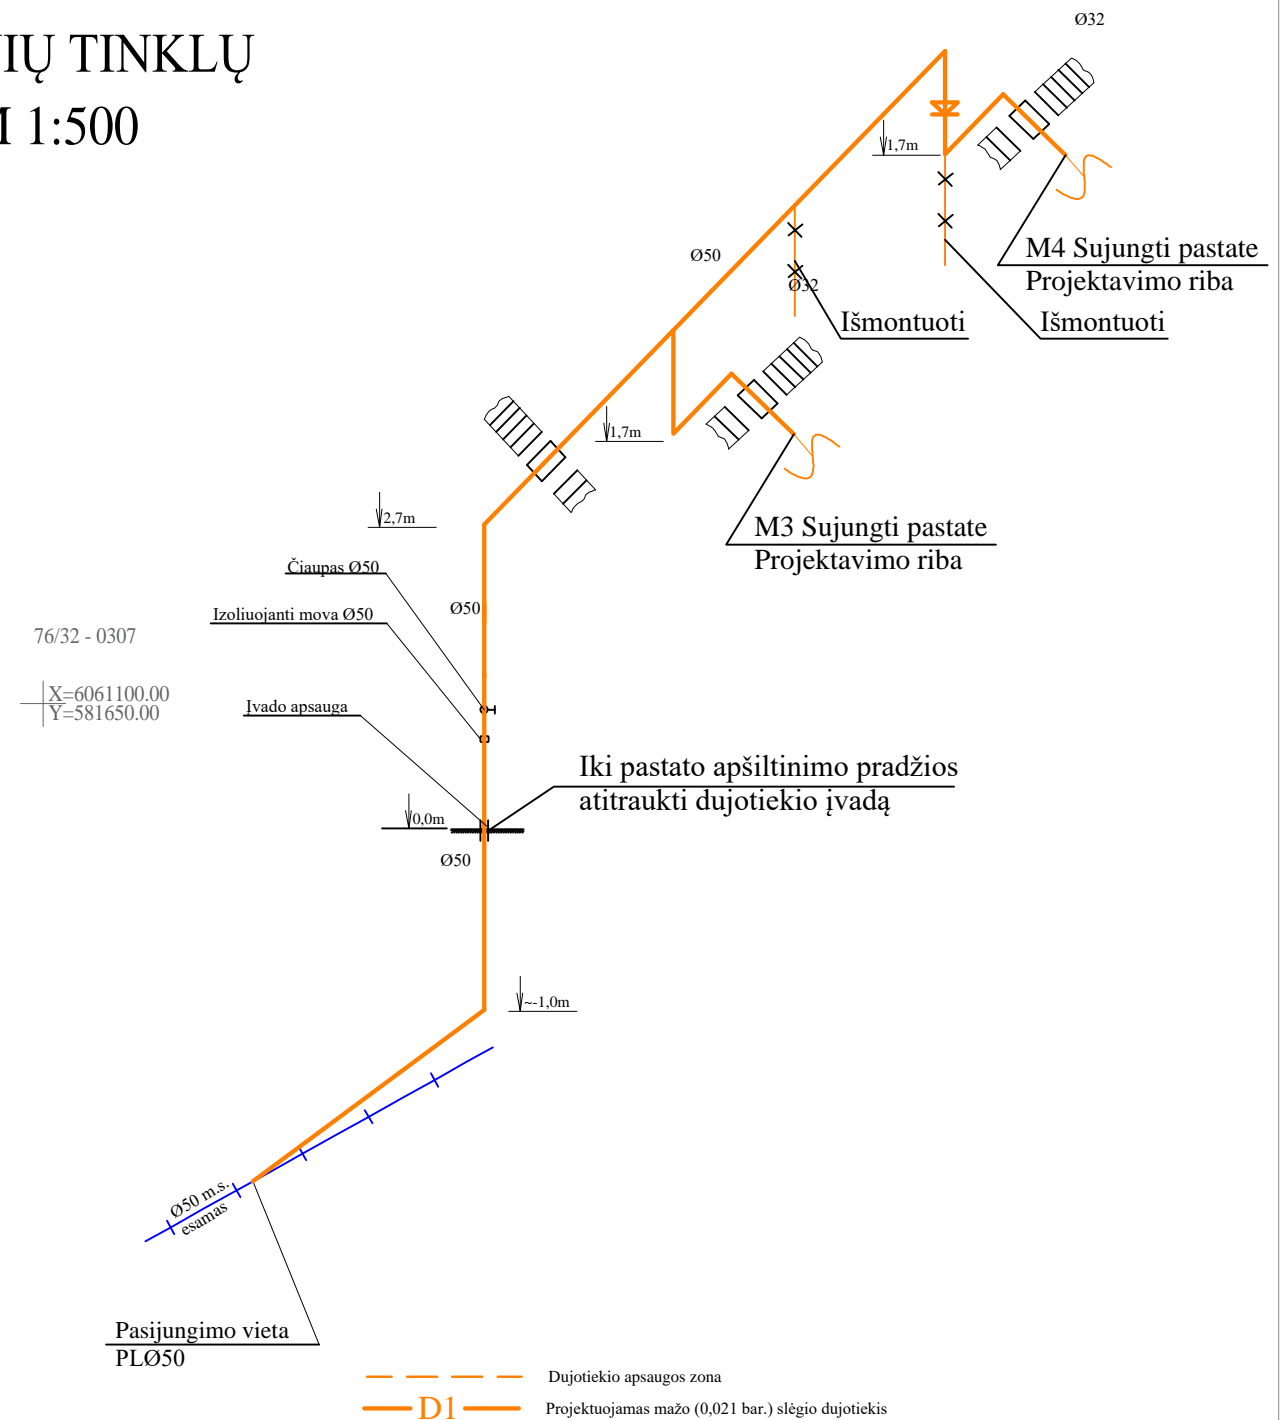 Ø32
IŲ TINKLŲ
1:500
1,7m
M4 Sujungti pastate
Projektavimo riba
Ø50
Ø32
Išmontuoti
Išmontuoti
1,7m
2,7m
M3 Sujungti pastate
Projektavimo riba
Čiaupas Ø50
Ø50
Izoliuojanti mova Ø50
76/32 - 0307
X=6061100.00
Y=581650.00
Įvado apsauga
Iki pastato apšiltinimo pradžios
atitraukti dujotiekio įvadą
0,0m
Ø50
~-1,0m
Ø50 m.s.
esamas
Pasijungimo vieta
PLØ50
Dujotiekio apsaugos zona
D1
Projektuojamas mažo (0,021 bar.) slėgio dujotiekis